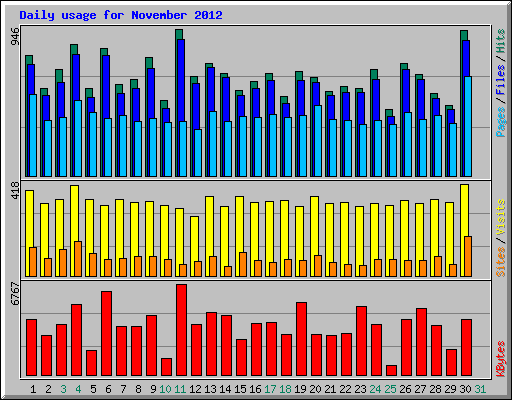 Daily usage for November 2012
946
418
6767
Pages / Files / Hits
Sites / Visits
KBytes
1 2 3 4 5 6 7 8 9 10 11 12 13 14 15 16 17 18 19 20 21 22 23 24 25 26 27 28 29 30 31